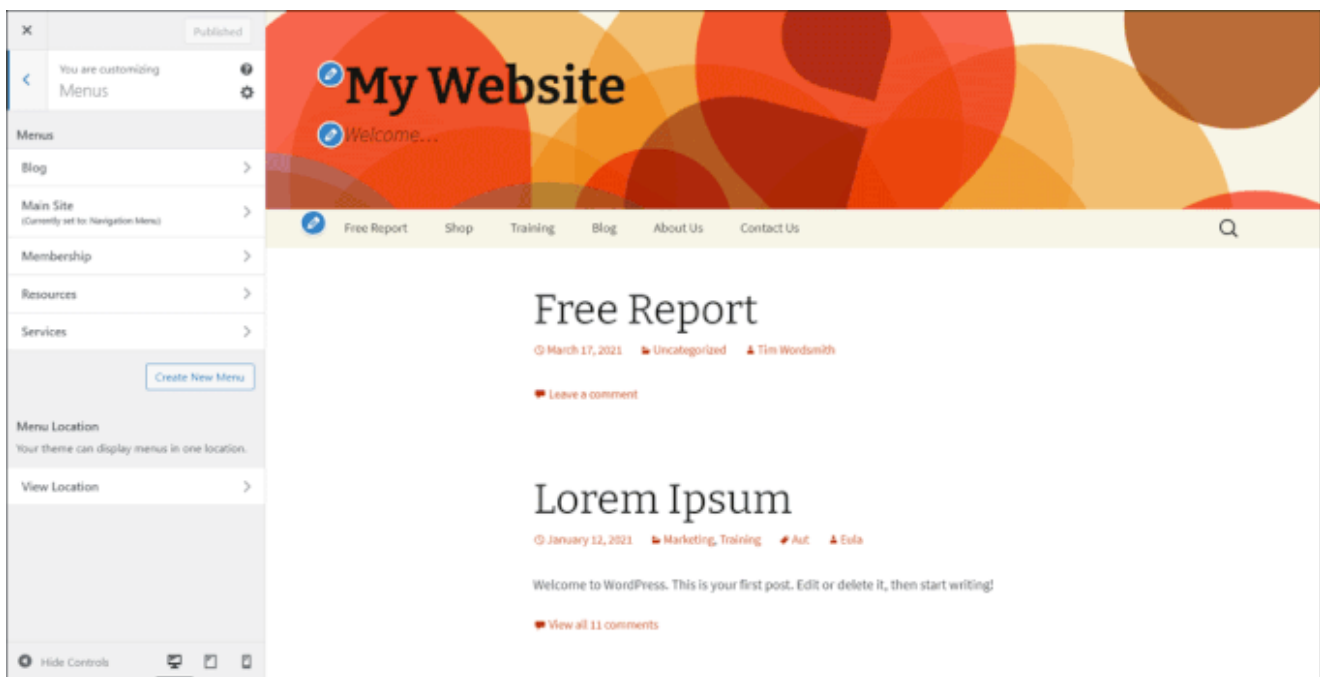 Published
You are customizing
Menus
Menus
Blog
Main Site
(Currently set to: Navigation Menu)
Membership
Resources
Services
Create New Menu
Menu Location
Your theme can display menus in one location.
View Location
Hide Controls
My Website
Welcome...
Free Report Shop Training Blog About Us Contact Us
Free Report
March 17, 2021 Uncategorized Tim Wordsmith
Leave a comment
Lorem Ipsum
January 12, 2021 Marketing, Training Aut Eula
Welcome to WordPress. This is your first post. Edit or delete it, then start writing!
View all 11 comments